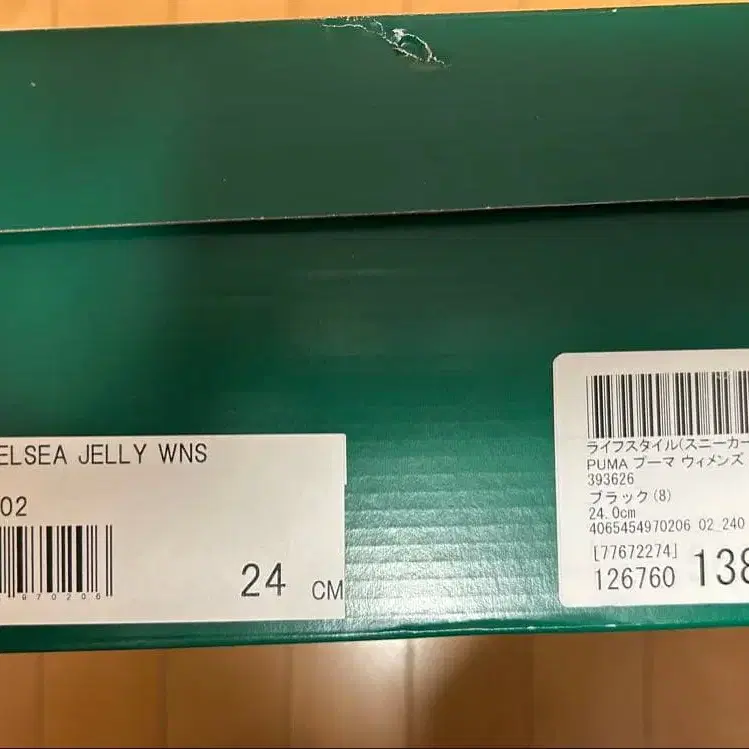 ELSEA JELLY WNS
02
970206
24 CM
ライフスタイル(スニーカー
PUMA プーマ ウィメンズ
393626
ブラック(8)
24.0cm
4065454970206 02_240
[77672274]
126760 138